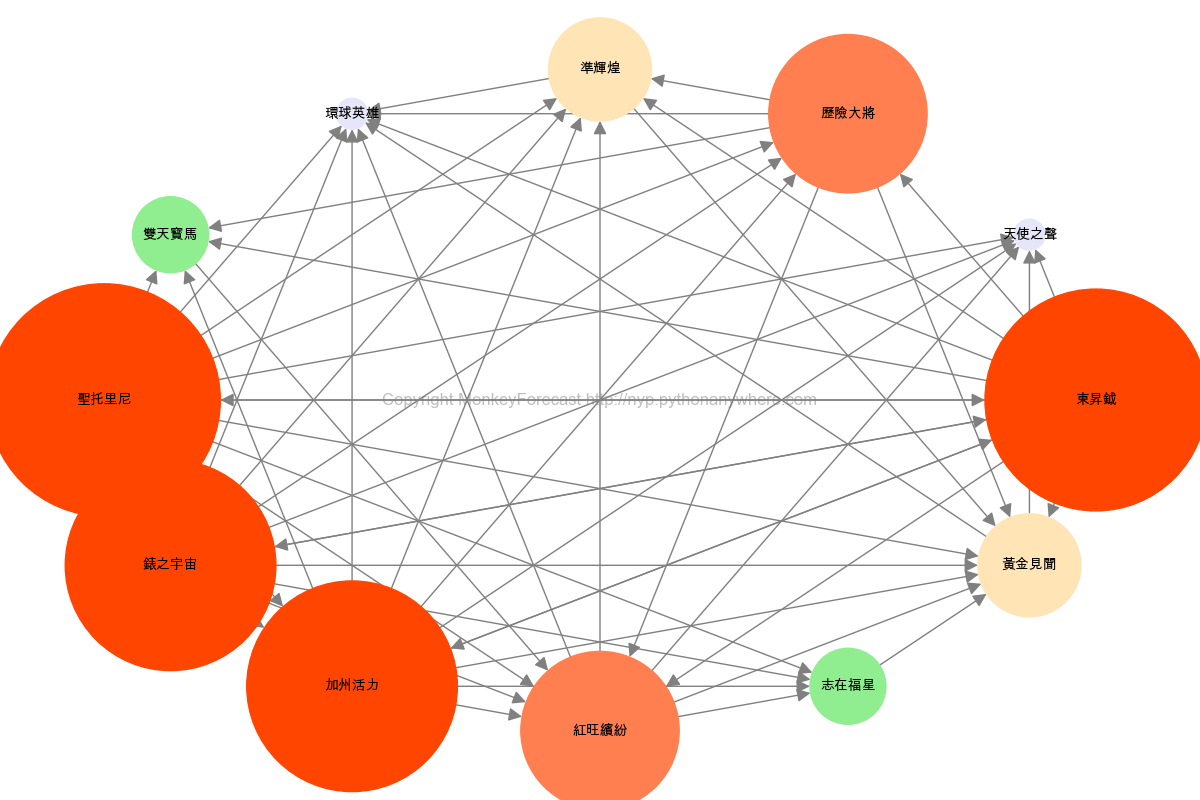 準輝煌
歷險大將
環球英雄
雙天寶馬
天使之聲
聖托里尼
Copyright MonkeyForecast http://nyp.pythonanywhere.com
東昇鉞
錶之宇宙
黃金見聞
加州活力
志在福星
紅旺繽紛